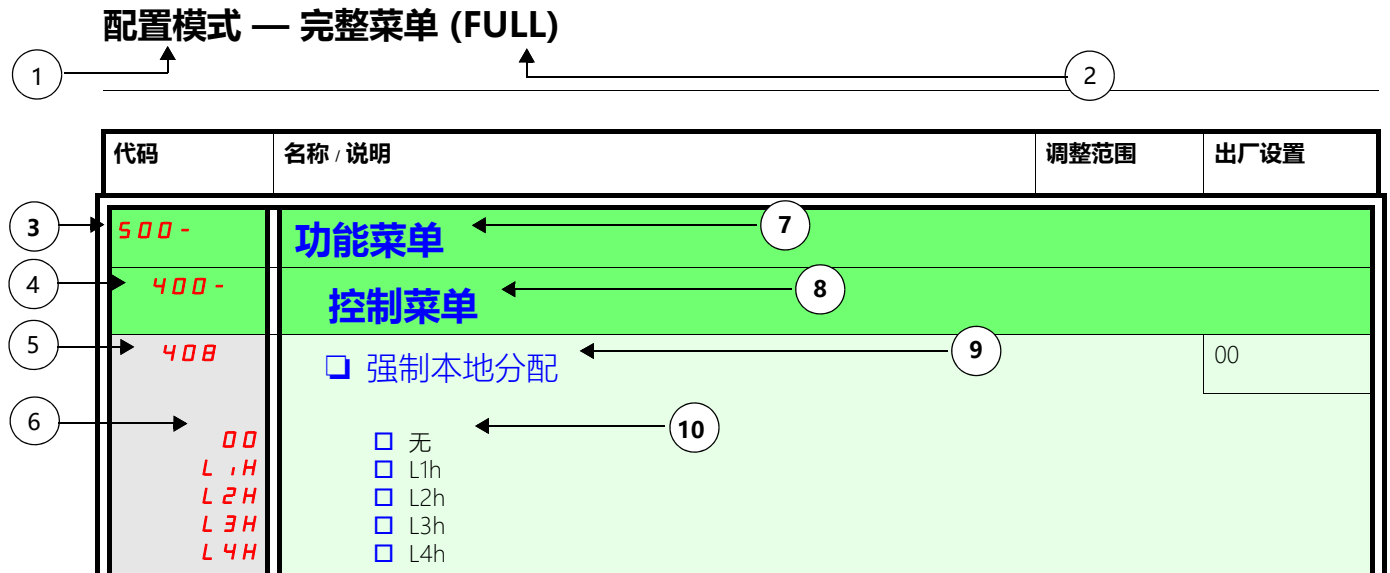 配置模式 — 完整菜单 (FULL)
1
2
代码 名称 / 说明 调整范围 出厂设置
3 500- 功能菜单 7
4 400- 控制菜单 8
5 408 ❏ 强制本地分配 9 00
6 10
00 □ 无
L1H □ L1h
L2H □ L2h
L3H □ L3h
L4H □ L4h